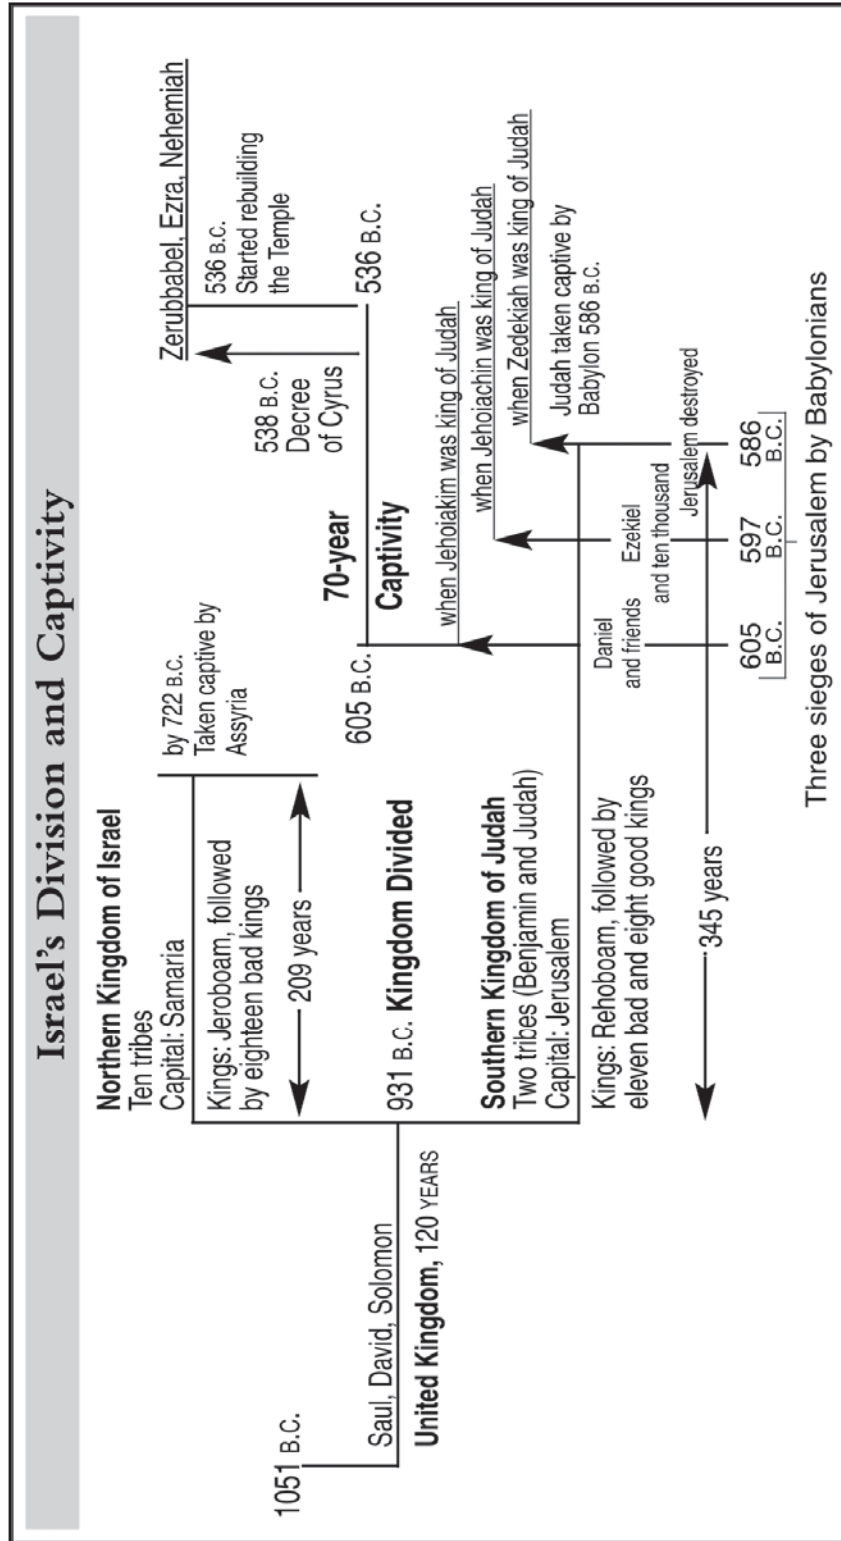 Israel's Division and Captivity
1051 B.C.
Saul, David, Solomon
United Kingdom, 120 YEARS
Northern Kingdom of Israel
Ten tribes
Capital: Samaria
Kings: Jeroboam, followed
by eighteen bad kings
209 years
by 722 B.C.
Taken captive by
Assyria
931 B.C. Kingdom Divided
Southern Kingdom of Judah
Two tribes (Benjamin and Judah)
Capital: Jerusalem
Kings: Rehoboam, followed by
eleven bad and eight good kings
345 years
605 B.C.
70-year
Captivity
538 B.C.
Decree
of Cyrus
Zerubbabel, Ezra, Nehemiah
536 B.C.
Started rebuilding
the Temple
536 B.C.
when Jehoiakim was king of Judah
when Jehoiachin was king of Judah
when Zedekiah was king of Judah
Judah taken captive by
Babylon 586 B.C.
Daniel
and friends
Ezekiel
and ten thousand
Jerusalem destroyed
605
B.C.
597
B.C.
586
B.C.
Three sieges of Jerusalem by Babylonians